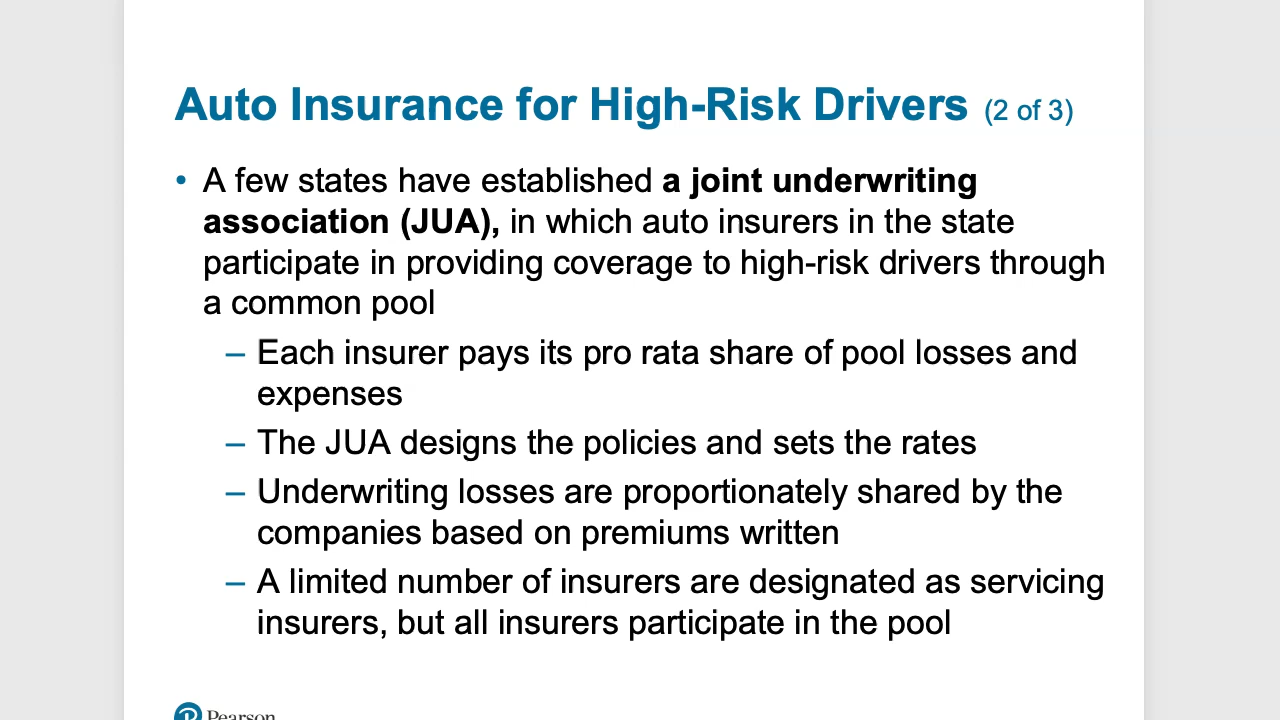 Auto Insurance for High-Risk Drivers (2 of 3)
• A few states have established a joint underwriting
association (JUA), in which auto insurers in the state
participate in providing coverage to high-risk drivers through
a common pool
– Each insurer pays its pro rata share of pool losses and
expenses
– The JUA designs the policies and sets the rates
– Underwriting losses are proportionately shared by the
companies based on premiums written
– A limited number of insurers are designated as servicing
insurers, but all insurers participate in the pool
Pearson